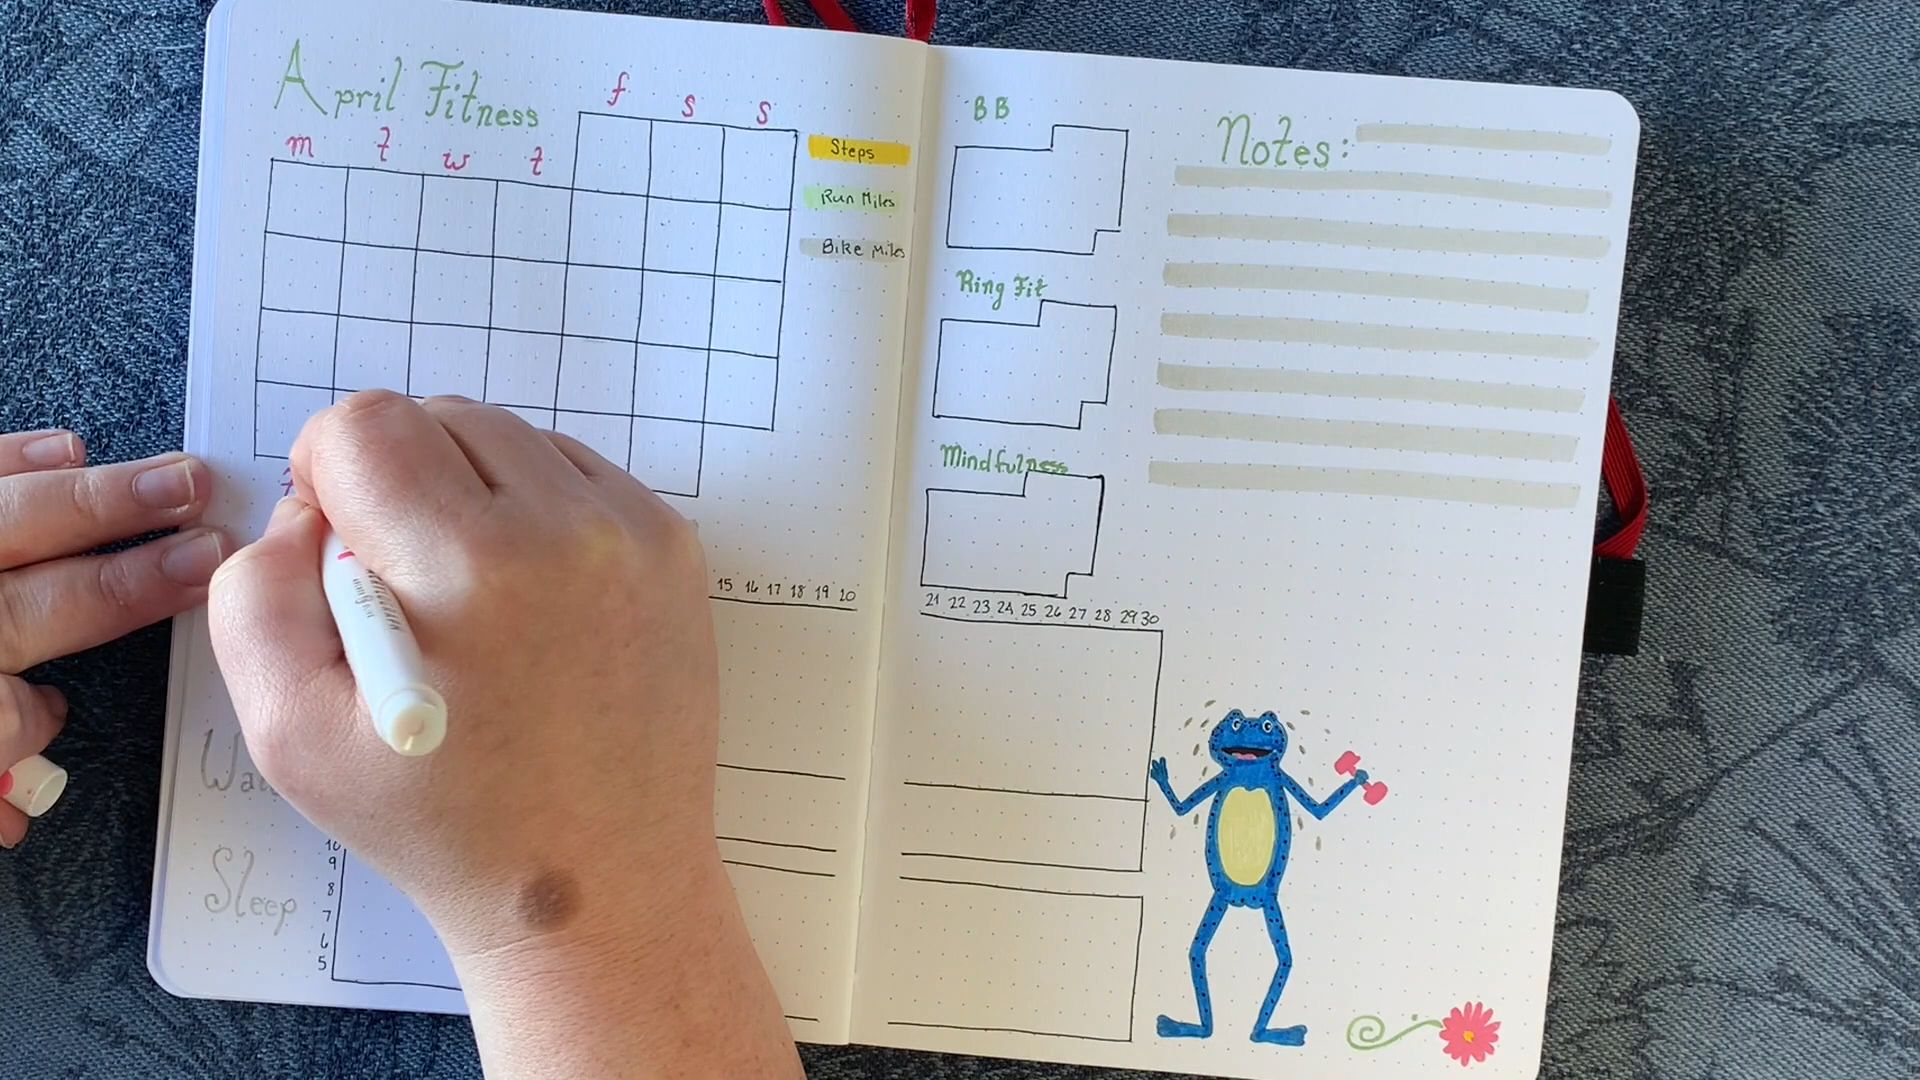 April Fitness
m t w t f s s
Steps
Run Miles
Bike Miles
15 16 17 18 19 20
Sleep
10
9
8
7
6
5
BB
Ring Fit
Mindfulness
21 22 23 24 25 26 27 28 29 30
Notes: